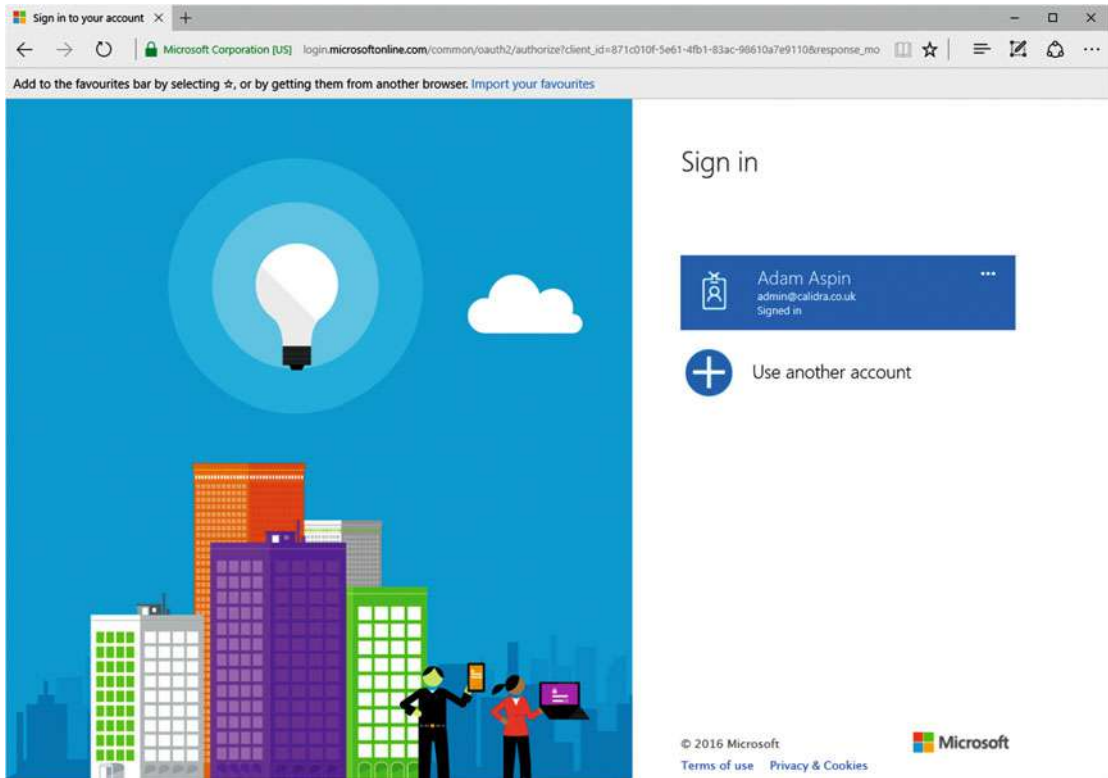 Sign in to your account
Microsoft Corporation [US] login.microsoftonline.com/common/oauth2/authorize?client_id=871c010f-5e61-4fb1-83ac-98610a7e9110&response_mo
Add to the favourites bar by selecting ☆, or by getting them from another browser. Import your favourites
Sign in
Adam Aspin
admin@calidra.co.uk
Signed in
Use another account
© 2016 Microsoft
Microsoft
Terms of use Privacy & Cookies